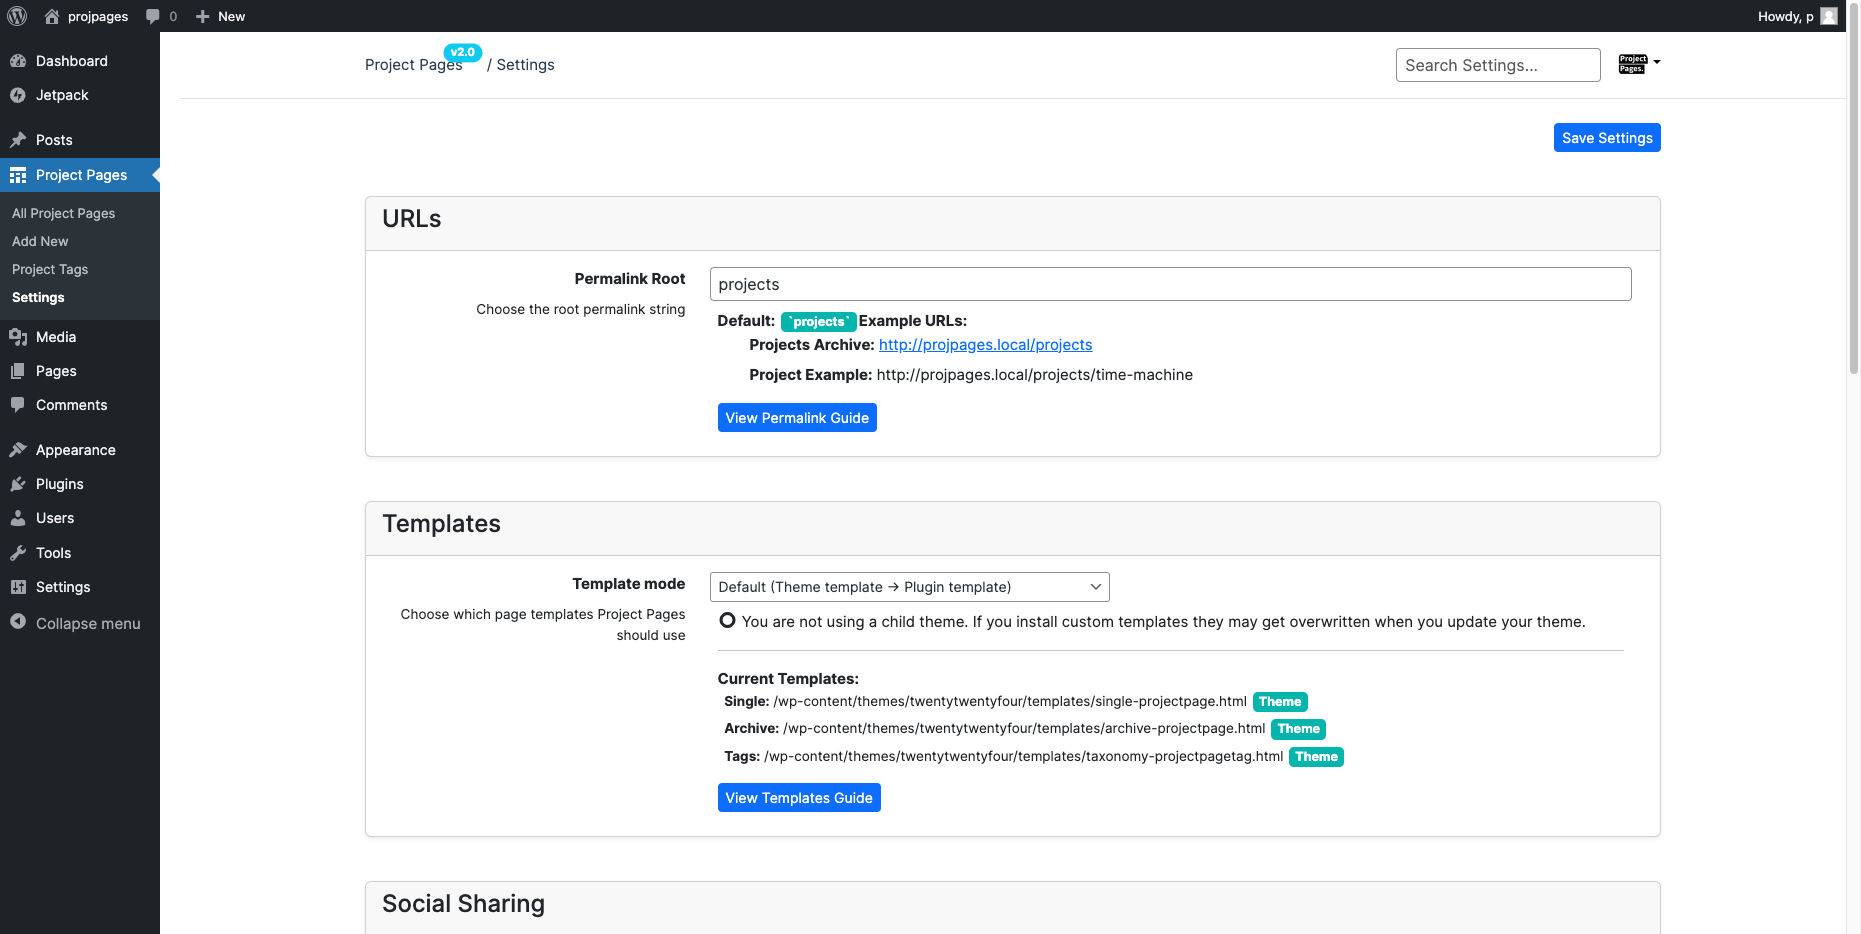 projpages
0
New
Howdy, p
Dashboard
Jetpack
Posts
Project Pages
All Project Pages
Add New
Project Tags
Settings
Media
Pages
Comments
Appearance
Plugins
Users
Tools
Settings
Collapse menu
Project Pages v2.0 / Settings
Search Settings...
Project Pages.
Save Settings
URLs
Permalink Root
Choose the root permalink string
projects
Default: `projects` Example URLs:
Projects Archive: http://projpages.local/projects
Project Example: http://projpages.local/projects/time-machine
View Permalink Guide
Templates
Template mode
Choose which page templates Project Pages
should use
Default (Theme template → Plugin template)
You are not using a child theme. If you install custom templates they may get overwritten when you update your theme.
Current Templates:
Single: /wp-content/themes/twentytwentyfour/templates/single-projectpage.html Theme
Archive: /wp-content/themes/twentytwentyfour/templates/archive-projectpage.html Theme
Tags: /wp-content/themes/twentytwentyfour/templates/taxonomy-projectpagetag.html Theme
View Templates Guide
Social Sharing